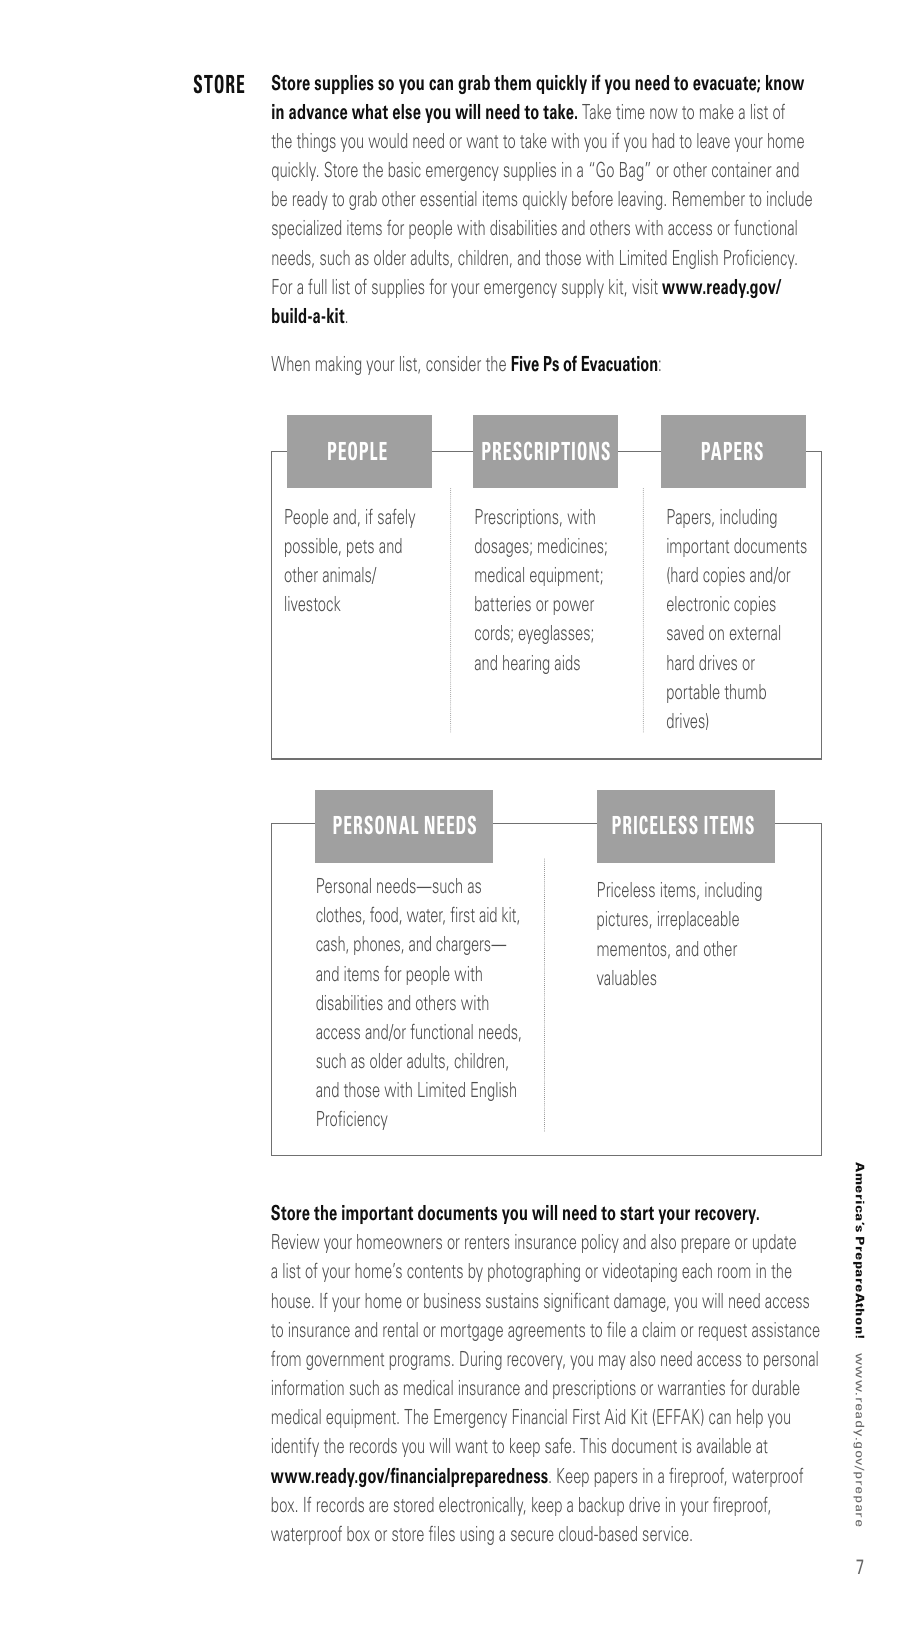 STORE
Store supplies so you can grab them quickly if you need to evacuate; know
in advance what else you will need to take. Take time now to make a list of
the things you would need or want to take with you if you had to leave your home
quickly. Store the basic emergency supplies in a “Go Bag” or other container and
be ready to grab other essential items quickly before leaving. Remember to include
specialized items for people with disabilities and others with access or functional
needs, such as older adults, children, and those with Limited English Proficiency.
For a full list of supplies for your emergency supply kit, visit www.ready.gov/
build-a-kit.
When making your list, consider the Five Ps of Evacuation:
PEOPLE
People and, if safely
possible, pets and
other animals/
livestock
PRESCRIPTIONS
Prescriptions, with
dosages; medicines;
medical equipment;
batteries or power
cords; eyeglasses;
and hearing aids
PAPERS
Papers, including
important documents
(hard copies and/or
electronic copies
saved on external
hard drives or
portable thumb
drives)
PERSONAL NEEDS
Personal needs—such as
clothes, food, water, first aid kit,
cash, phones, and chargers—
and items for people with
disabilities and others with
access and/or functional needs,
such as older adults, children,
and those with Limited English
Proficiency
PRICELESS ITEMS
Priceless items, including
pictures, irreplaceable
mementos, and other
valuables
Store the important documents you will need to start your recovery.
Review your homeowners or renters insurance policy and also prepare or update
a list of your home’s contents by photographing or videotaping each room in the
house. If your home or business sustains significant damage, you will need access
to insurance and rental or mortgage agreements to file a claim or request assistance
from government programs. During recovery, you may also need access to personal
information such as medical insurance and prescriptions or warranties for durable
medical equipment. The Emergency Financial First Aid Kit (EFFAK) can help you
identify the records you will want to keep safe. This document is available at
www.ready.gov/financialpreparedness. Keep papers in a fireproof, waterproof
box. If records are stored electronically, keep a backup drive in your fireproof,
waterproof box or store files using a secure cloud-based service.
America’s PrepareAthon! www.ready.gov/prepare
7